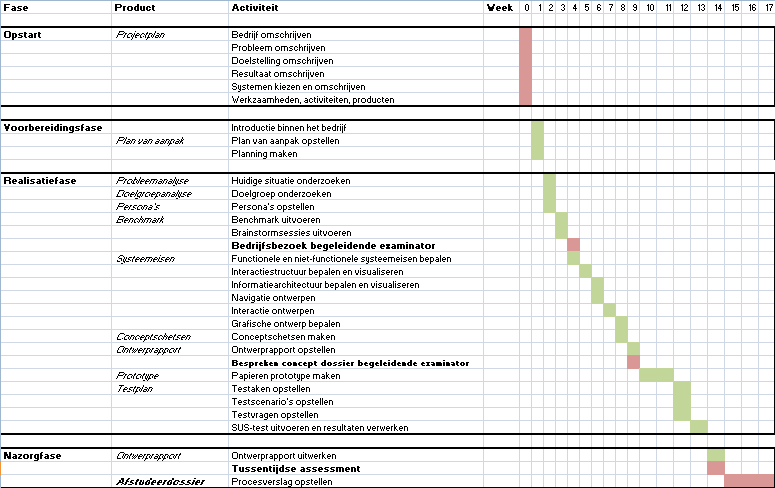 Fase Product Activiteit Week 0 1 2 3 4 5 6 7 8 9 10 11 12 13 14 15 16 17
Opstart Projectplan Bedrijf omschrijven
Probleem omschrijven
Doelstelling omschrijven
Resultaat omschrijven
Systemen kiezen en omschrijven
Werkzaamheden, activiteiten, producten
Voorbereidingsfase Introductie binnen het bedrijf
Plan van aanpak Plan van aanpak opstellen
Planning maken
Realisatiefase Probleemanalyse Huidige situatie onderzoeken
Doelgroepanalyse Doelgroep onderzoeken
Persona's Persona's opstellen
Benchmark Benchmark uitvoeren
Brainstormsessies uitvoeren
Bedrijfsbezoek begeleidende examinator
Systeemeisen Functionele en niet-functionele systeemeisen bepalen
Interactiestructuur bepalen en visualiseren
Informatiearchitectuur bepalen en visualiseren
Navigatie ontwerpen
Interactie ontwerpen
Grafische ontwerp bepalen
Conceptschetsen Conceptschetsen maken
Ontwerprapport Ontwerprapport opstellen
Bespreken concept dossier begeleidende examinator
Prototype Papieren prototype maken
Testplan Testaken opstellen
Testscenario's opstellen
Testvragen opstellen
SUS-test uitvoeren en resultaten verwerken
Nazorgfase Ontwerprapport Ontwerprapport uitwerken
Tussentijdse assessment
Afstudeerdossier Procesverslag opstellen